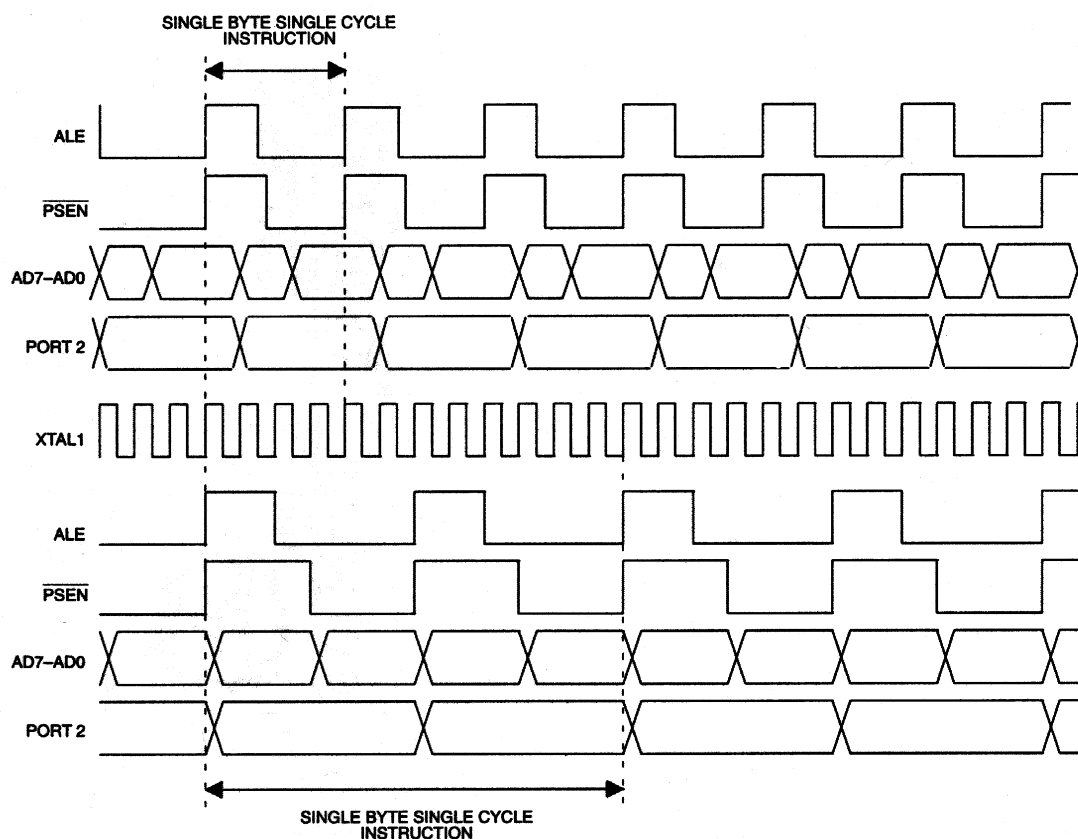 SINGLE BYTE SINGLE CYCLE
INSTRUCTION
ALE
PSEN
AD7–AD0
PORT 2
XTAL1
ALE
PSEN
AD7–AD0
PORT 2
SINGLE BYTE SINGLE CYCLE
INSTRUCTION